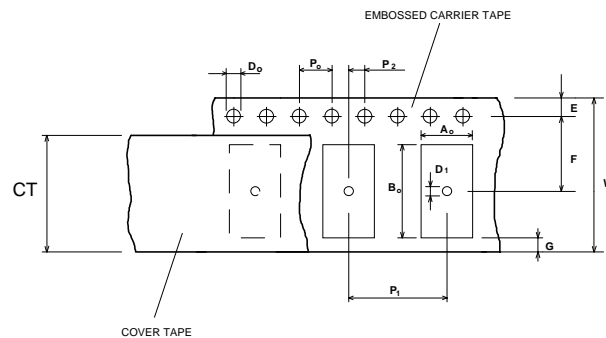 EMBOSSED CARRIER TAPE
Do Po P2
E
Ao
F
CT Bo D1
W
G
P1
COVER TAPE